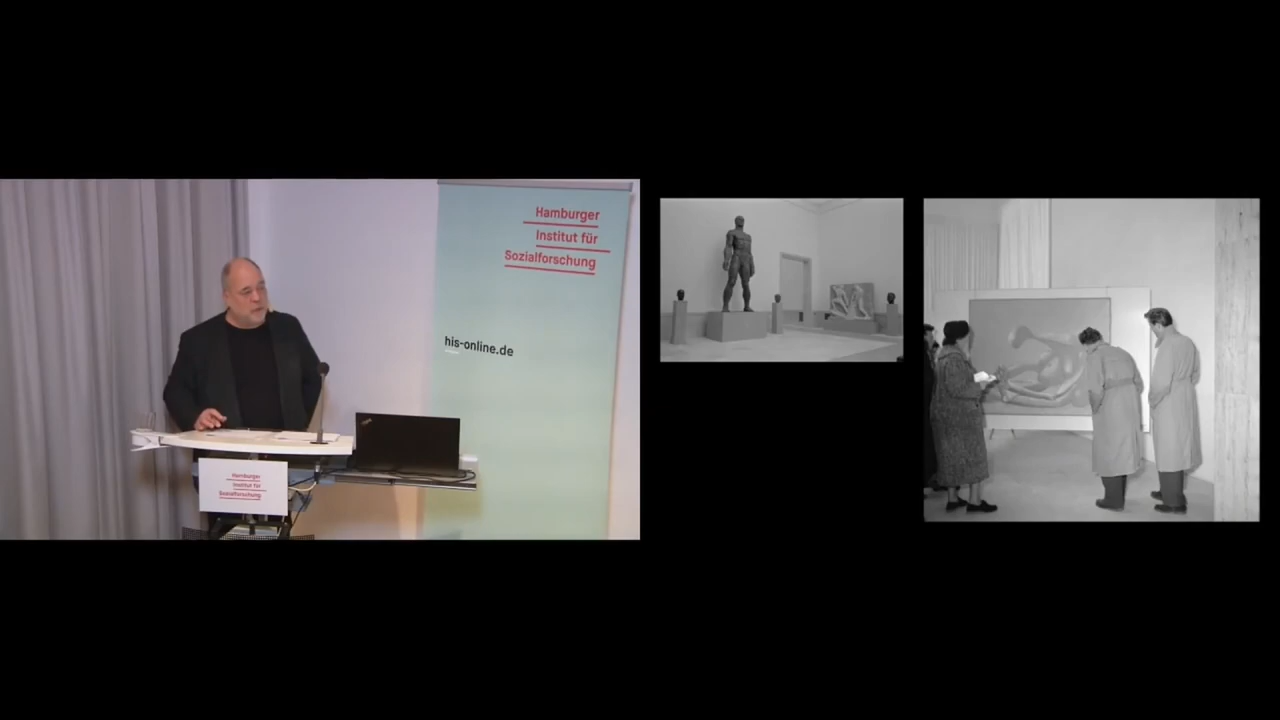 Hamburger
Institut für
Sozialforschung
his-online.de
Hamburger
Institut für
Sozialforschung